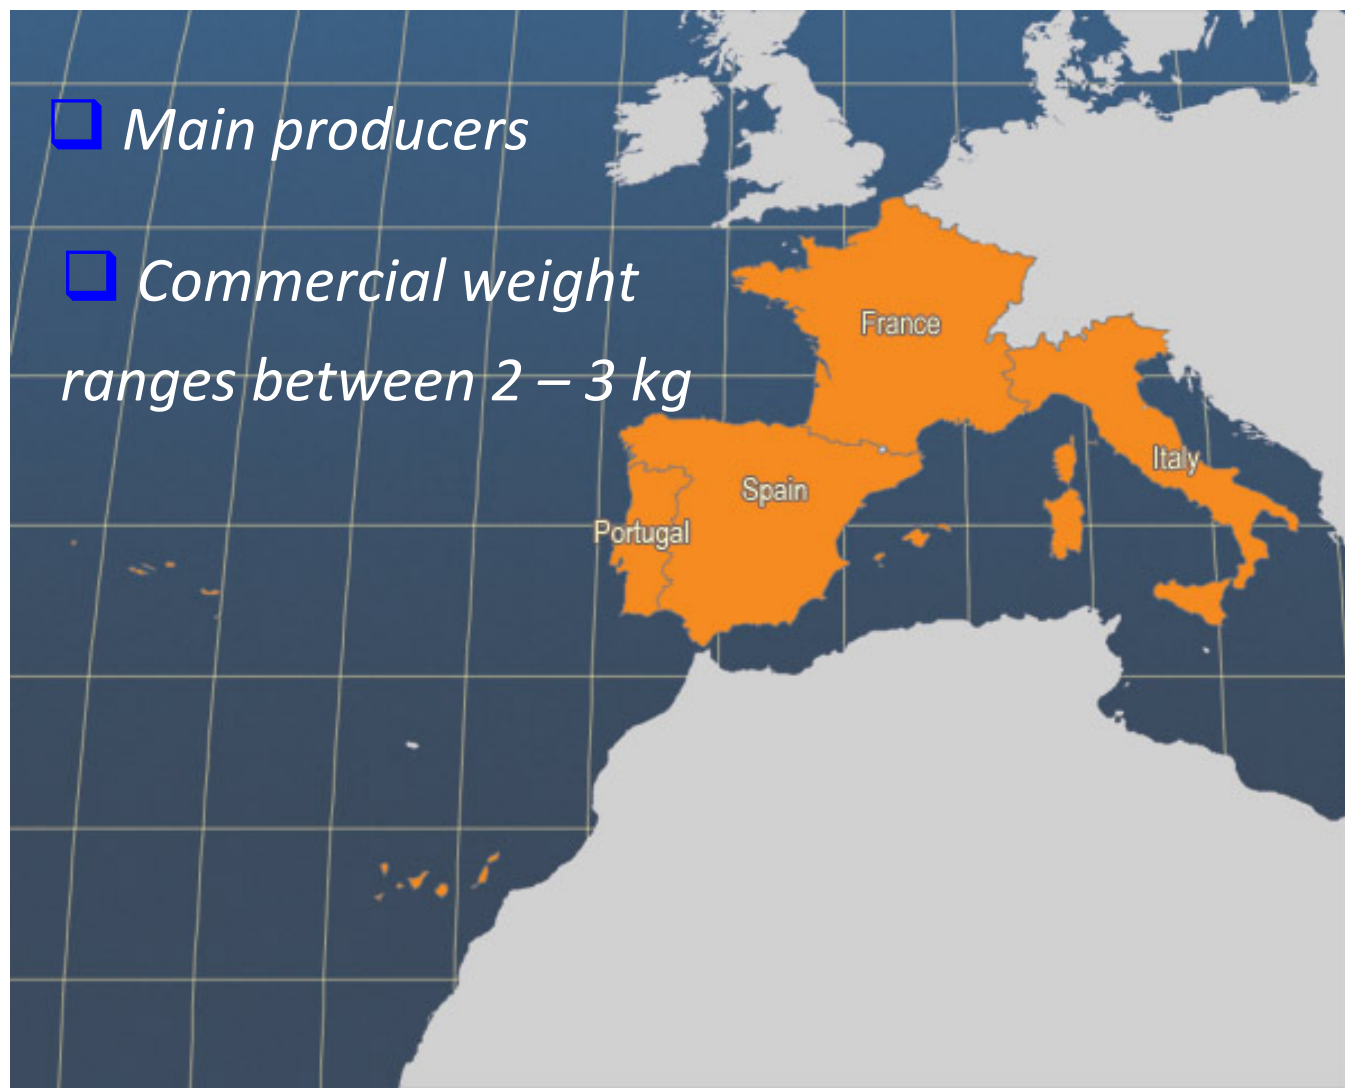 Main producers
Commercial weight
ranges between 2 – 3 kg
France
Italy
Spain
Portugal